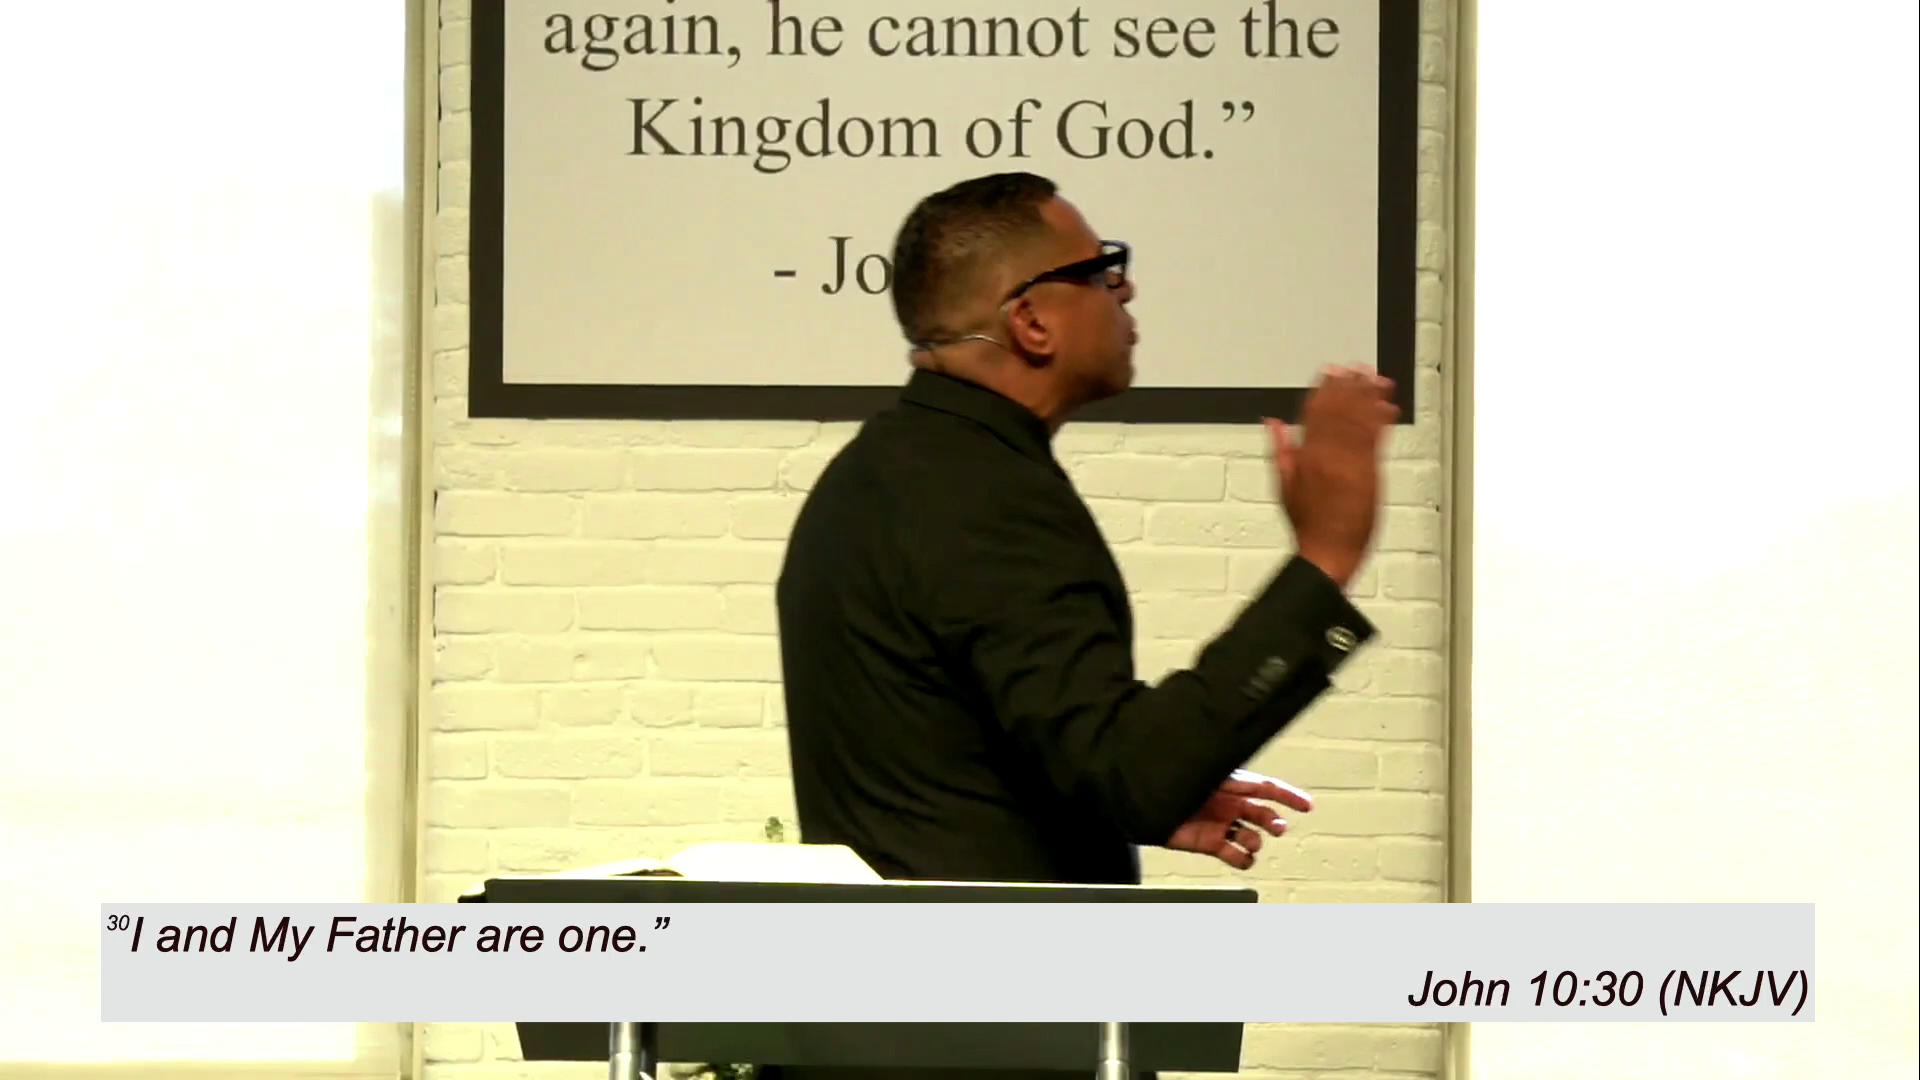 again, he cannot see the
Kingdom of God.”
- Jo
30I and My Father are one.”
John 10:30 (NKJV)